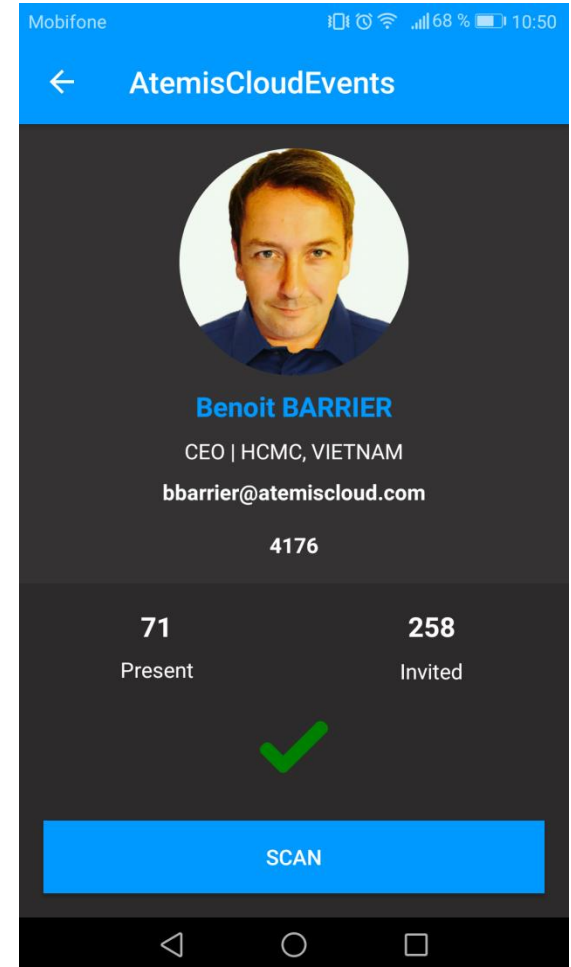 Mobifone 68 % 10:50
AtemisCloudEvents
Benoit BARRIER
CEO | HCMC, VIETNAM
bbarrier@atemiscloud.com
4176
71 258
Present Invited
SCAN